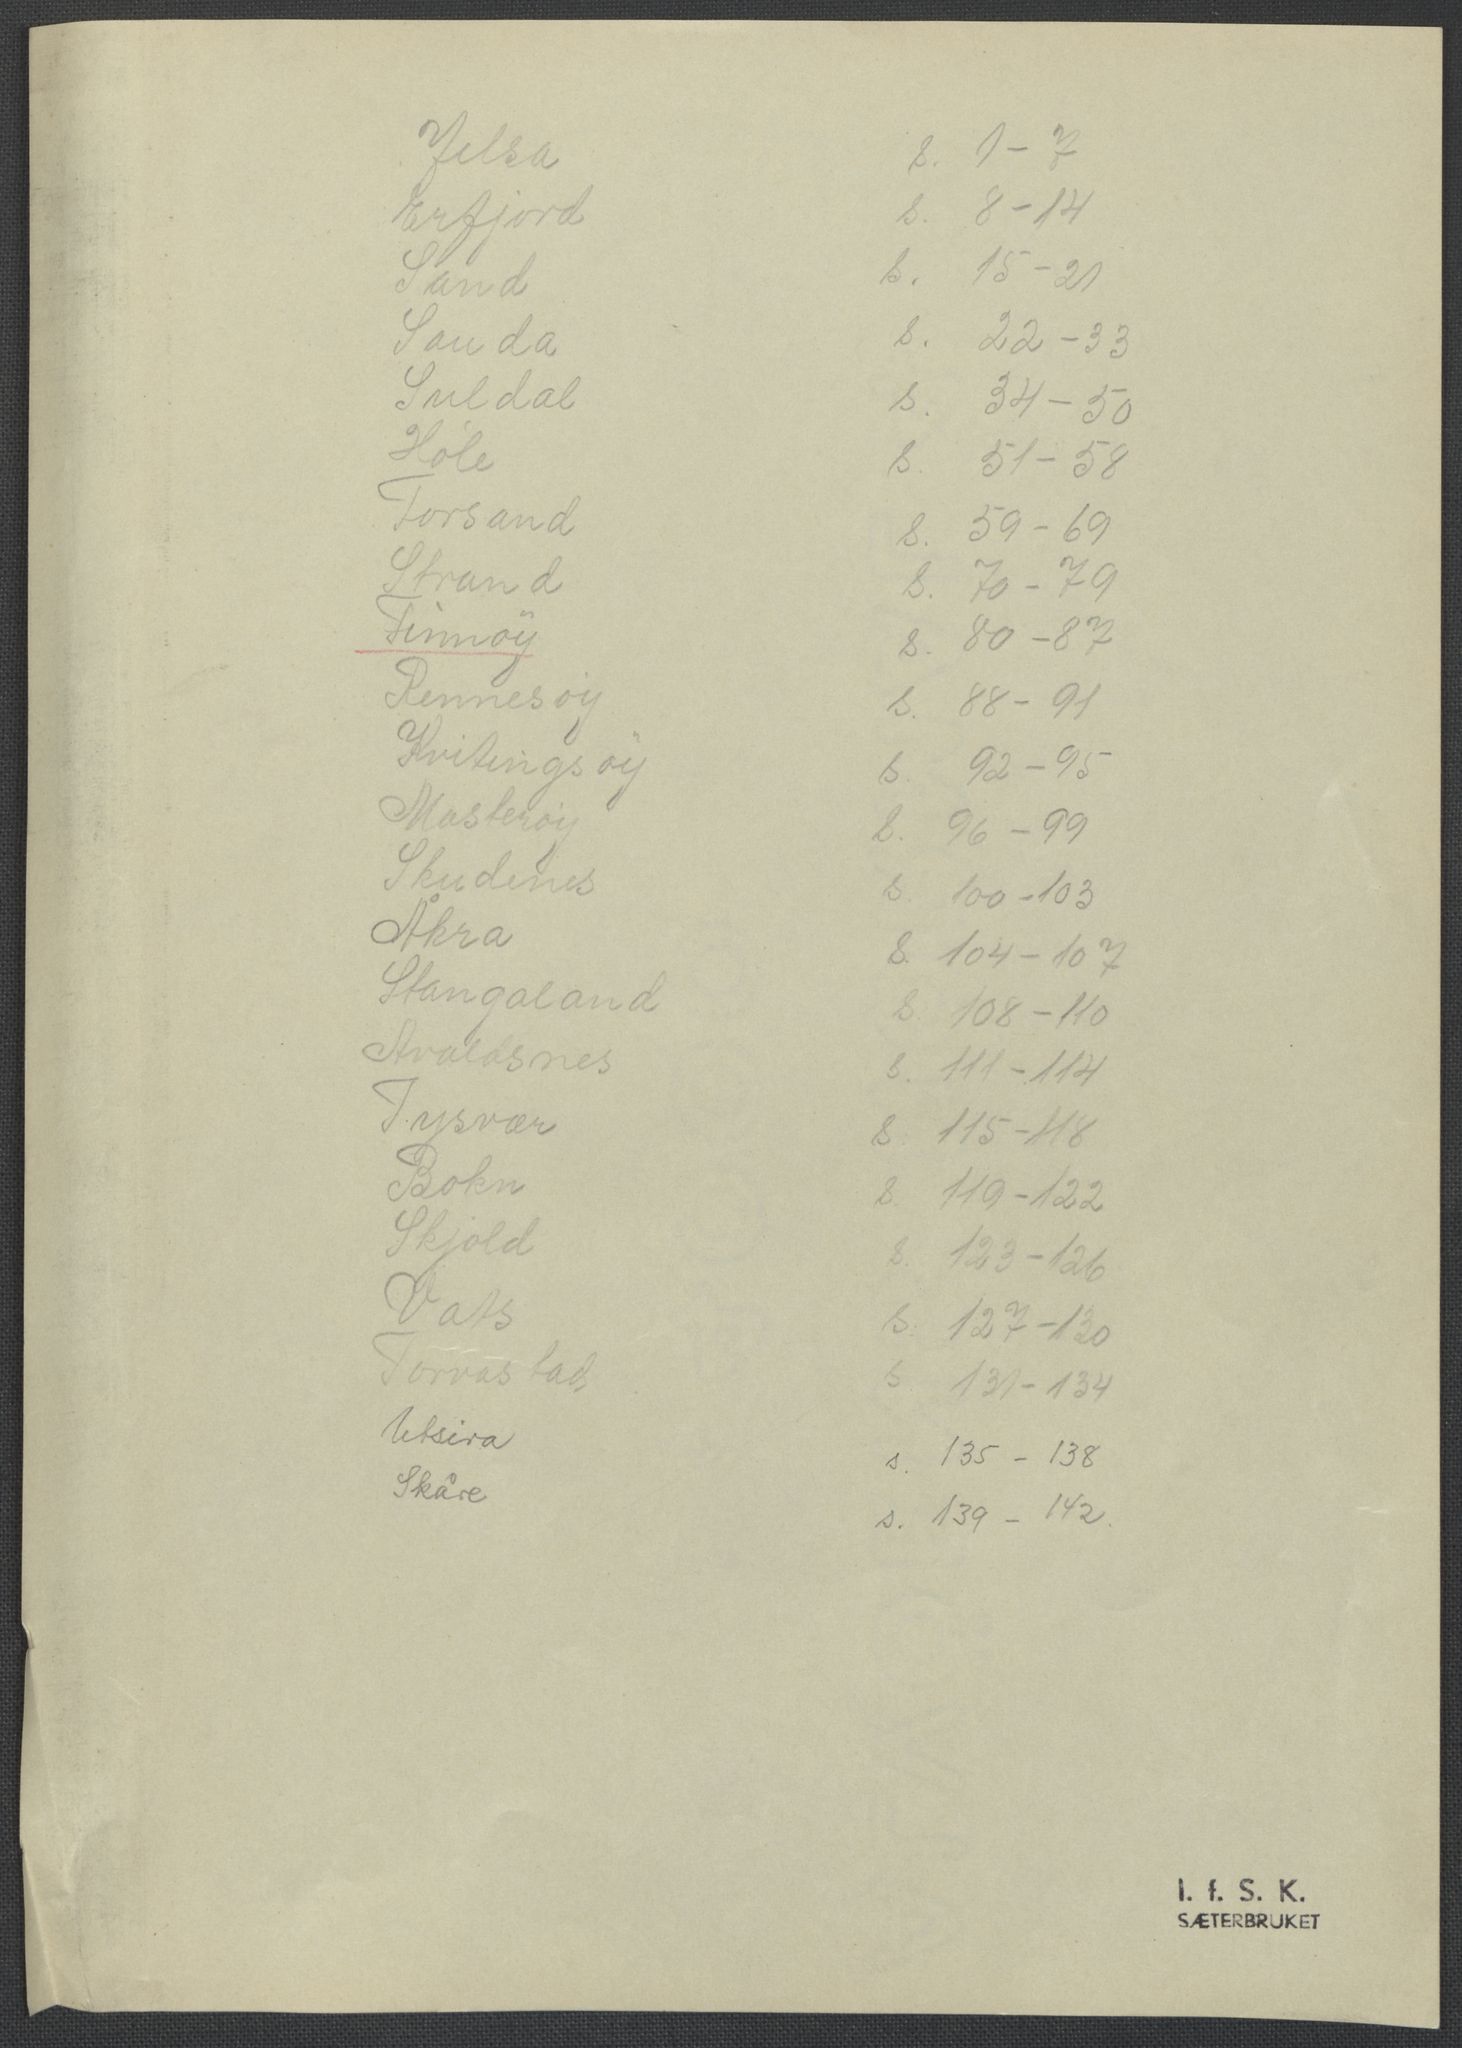 Jelsa s. 1-7
Erfjord s. 8-14
Sand s. 15-21
Sauda s. 22-33
Suldal s. 34-50
Høle s. 51-58
Forsand s. 59-69
Strand s. 70-79
Finnøy s. 80-87
Rennesøy s. 88-91
Kvitingsøy s. 92-95
Mosterøy s. 96-99
Skudenes s. 100-103
Åkra s. 104-107
Stangaland s. 108-110
Avaldsnes s. 111-114
Tysvær s. 115-118
Bokn s. 119-122
Skjold s. 123-126
Vats s. 127-130
Torvastad s. 131-134
Utsira s. 135 - 138
Skåre s. 139 - 142.
I. f. S. K.
SÆTERBRUKET